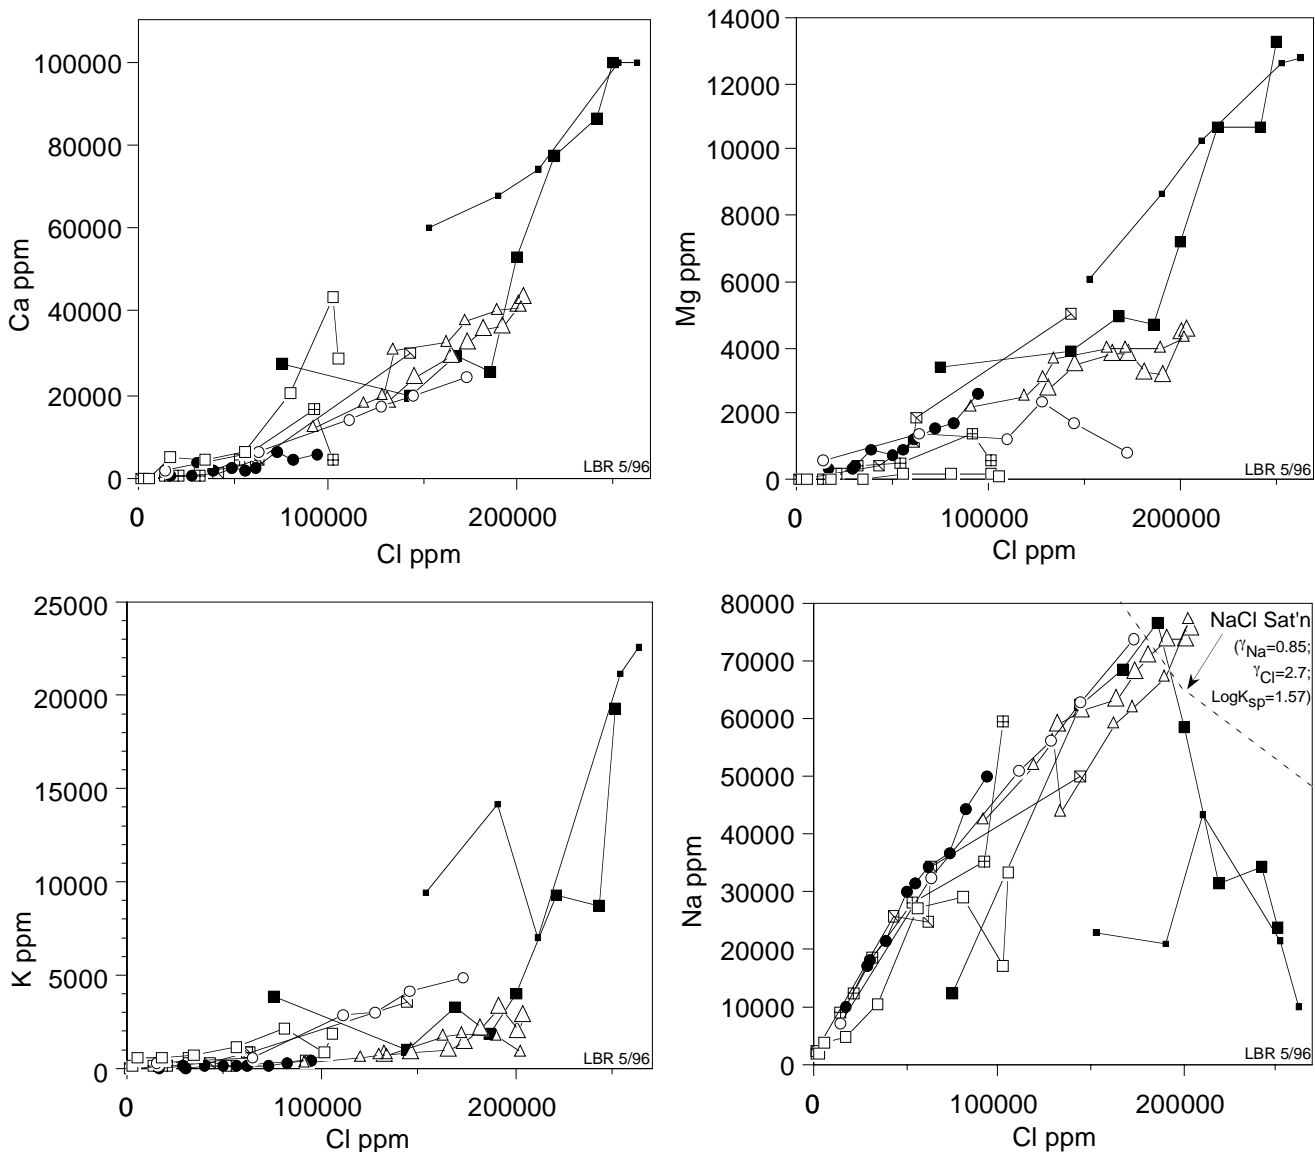 100000
80000
60000
40000
20000
0
Ca ppm
0
100000
200000
Cl ppm
LBR 5/96
14000
12000
10000
8000
6000
4000
2000
0
Mg ppm
0
100000
200000
Cl ppm
LBR 5/96
25000
20000
15000
10000
5000
0
K ppm
0
100000
200000
Cl ppm
LBR 5/96
80000
70000
60000
50000
40000
30000
20000
10000
0
Na ppm
0
100000
200000
Cl ppm
NaCl Sat'n
(γNa=0.85;
γCl=2.7;
LogKsp=1.57)
LBR 5/96